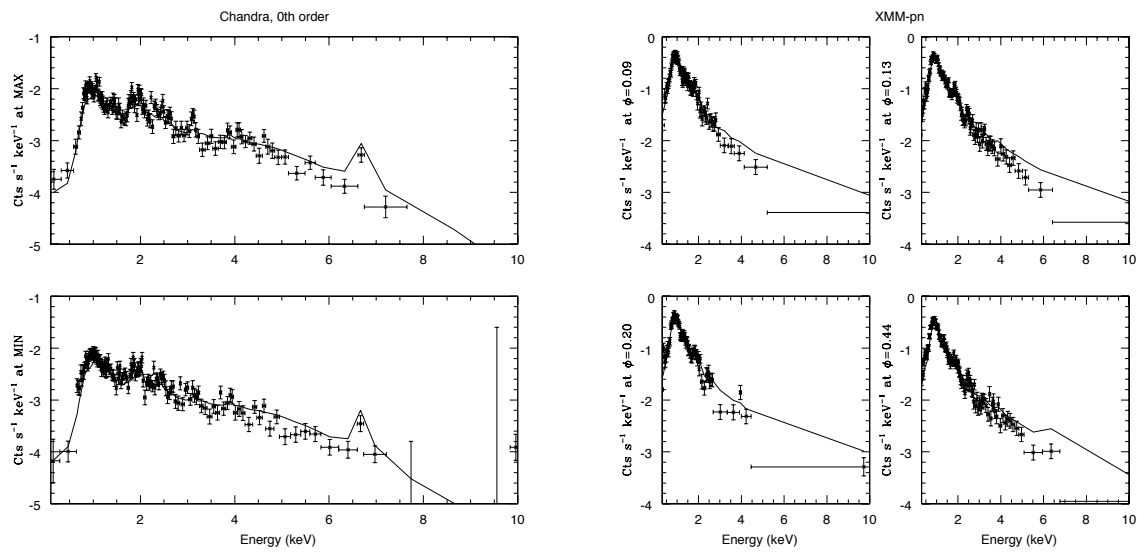 Chandra, 0th order
XMM-pn
Cts s⁻¹ keV⁻¹ at MAX
-1
-2
-3
-4
-5
2 4 6 8 10
Cts s⁻¹ keV⁻¹ at MIN
-1
-2
-3
-4
-5
2 4 6 8 10
Energy (keV)
Cts s⁻¹ keV⁻¹ at ϕ=0.09
0
-1
-2
-3
-4
2 4 6 8 10
Cts s⁻¹ keV⁻¹ at ϕ=0.13
0
-1
-2
-3
-4
2 4 6 8 10
Cts s⁻¹ keV⁻¹ at ϕ=0.20
0
-1
-2
-3
-4
2 4 6 8 10
Energy (keV)
Cts s⁻¹ keV⁻¹ at ϕ=0.44
0
-1
-2
-3
-4
2 4 6 8 10
Energy (keV)